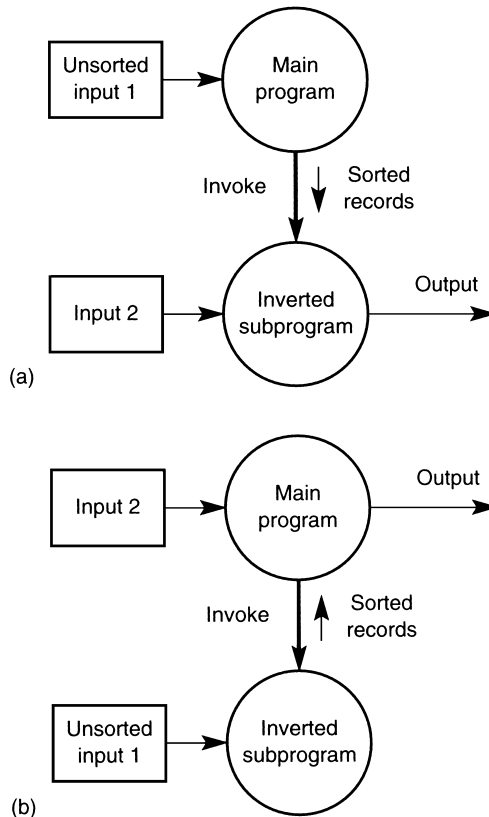 Unsorted
input 1
Main
program
Invoke
Sorted
records
Input 2
Inverted
subprogram
Output
(a)
Input 2
Main
program
Output
Invoke
Sorted
records
Unsorted
input 1
Inverted
subprogram
(b)